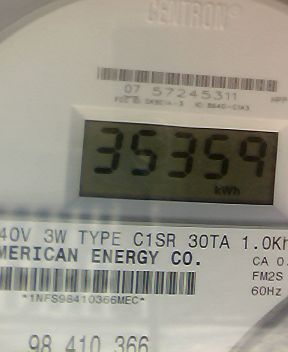 CENTRON®
07 57245311
35359
kWh
40V 3W TYPE C1SR 30TA 1.0Kh
MERICAN ENERGY CO.
CA 0.
FM2S
60Hz
*1NFS98410366MEC*
98 410 366